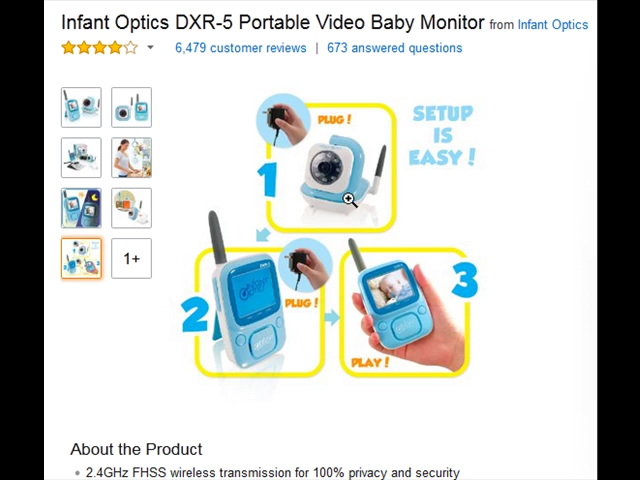 Infant Optics DXR-5 Portable Video Baby Monitor from Infant Optics
6,479 customer reviews | 673 answered questions
SETUP
IS
EASY!
PLUG!
1
2
PLUG!
3
PLAY!
1+
About the Product
• 2.4GHz FHSS wireless transmission for 100% privacy and security